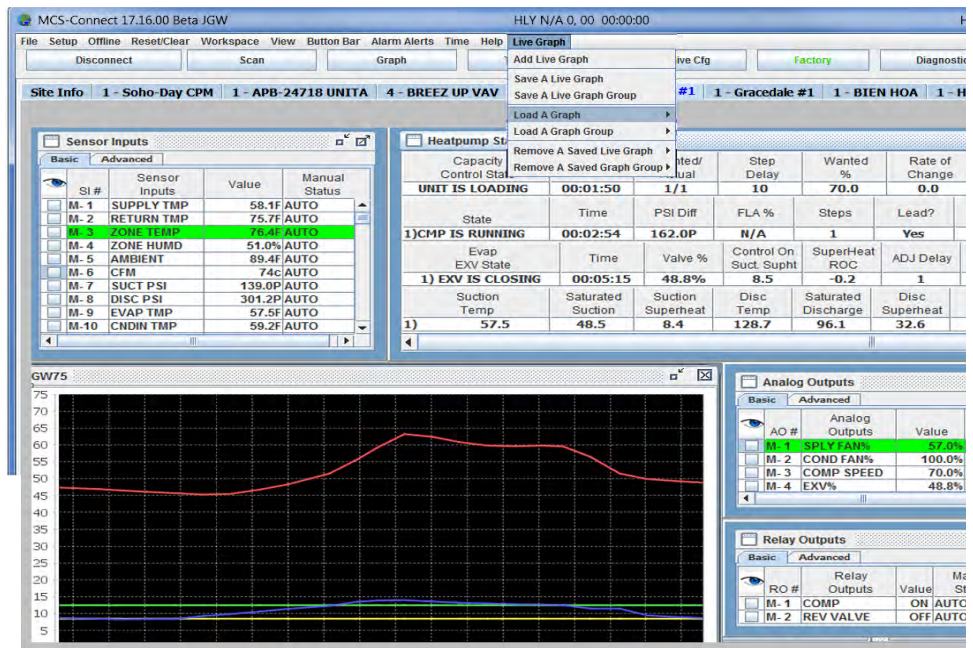 MCS-Connect 17.16.00 Beta JGW HLY N/A 0, 00 00:00:00
File Setup Offline Reset/Clear Workspace View Button Bar Alarm Alerts Time Help Live Graph
Disconnect Scan Graph ive Cfg Factory Diagnostic
Add Live Graph
Save A Live Graph
Save A Live Graph Group
Load A Graph
Load A Graph Group
Remove A Saved Live Graph
Remove A Saved Graph Group
Site Info 1 - Soho-Day CPM 1 - APB-24718 UNITA 4 - BREEZ UP VAV #1 1 - Gracedale #1 1 - BIEN HOA 1 - H
Sensor Inputs
Basic Advanced
SI # Sensor Inputs Value Manual Status
M- 1 SUPPLY TMP 58.1F AUTO
M- 2 RETURN TMP 75.7F AUTO
M- 3 ZONE TEMP 76.4F AUTO
M- 4 ZONE HUMD 51.0% AUTO
M- 5 AMBIENT 89.4F AUTO
M- 6 CFM 74c AUTO
M- 7 SUCT PSI 139.0P AUTO
M- 8 DISC PSI 301.2P AUTO
M- 9 EVAP TMP 57.5F AUTO
M-10 CNDIN TMP 59.2F AUTO
Heatpump St
Capacity Step Wanted Rate of
Control Stat Delay % Change
UNIT IS LOADING 00:01:50 1/1 10 70.0 0.0
State Time PSI Diff FLA % Steps Lead?
1)CMP IS RUNNING 00:02:54 162.0P N/A 1 Yes
Evap EXV State Time Valve % Control On Suct. Supht SuperHeat ROC ADJ Delay
1) EXV IS CLOSING 00:05:15 48.8% 8.5 -0.2 1
Suction Temp Saturated Suction Suction Superheat Disc Temp Saturated Discharge Disc Superheat
1) 57.5 48.5 8.4 128.7 96.1 32.6
GW75
75
70
65
60
55
50
45
40
35
30
25
20
15
10
5
Analog Outputs
Basic Advanced
AO # Analog Outputs Value
M- 1 SPLY FAN% 57.0%
M- 2 COND FAN% 100.0%
M- 3 COMP SPEED 70.0%
M- 4 EXV% 48.8%
Relay Outputs
Basic Advanced
RO # Relay Outputs Value Ma St
M- 1 COMP ON AUTO
M- 2 REV VALVE OFF AUTO